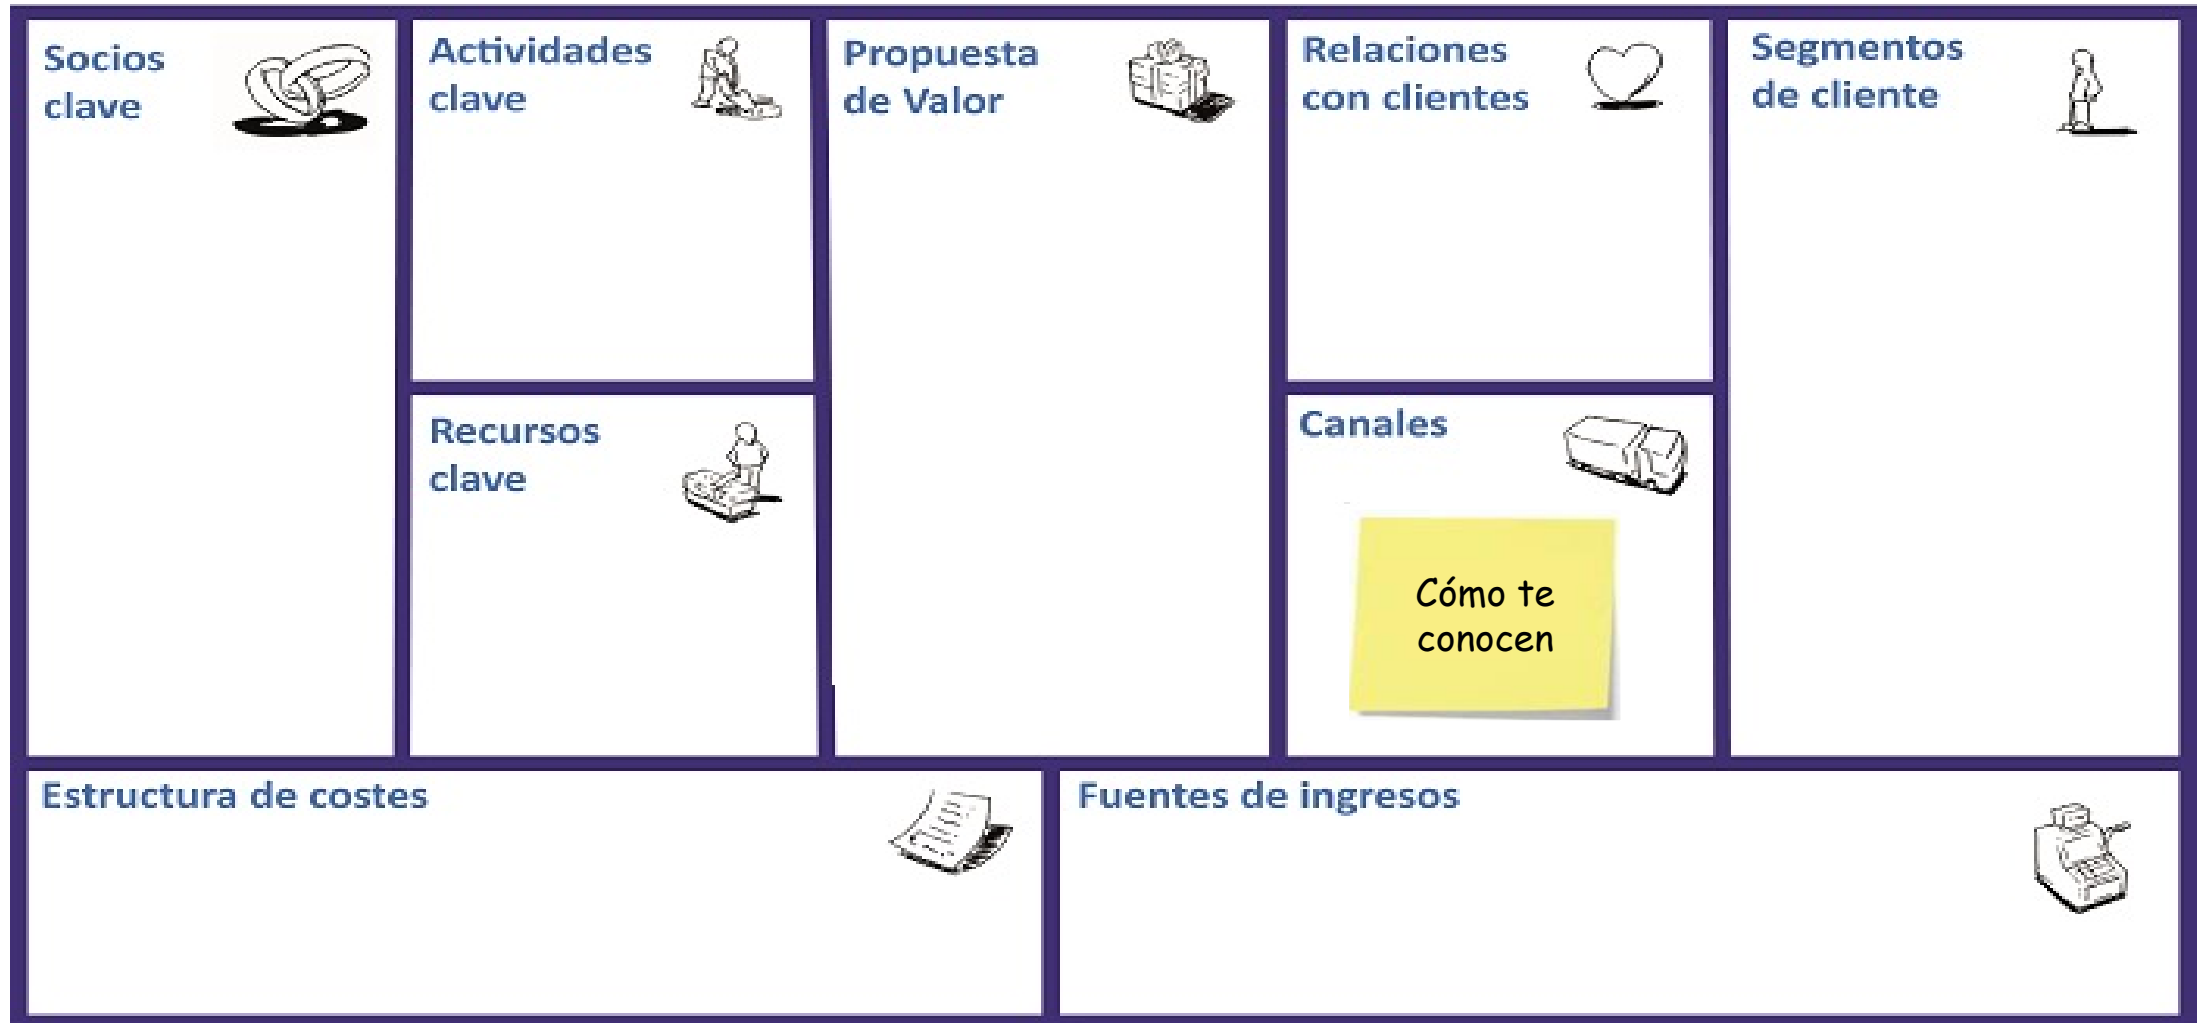 Socios
clave
Actividades
clave
Propuesta
de Valor
Relaciones
con clientes
Segmentos
de cliente
Recursos
clave
Canales
Cómo te
conocen
Estructura de costes
Fuentes de ingresos